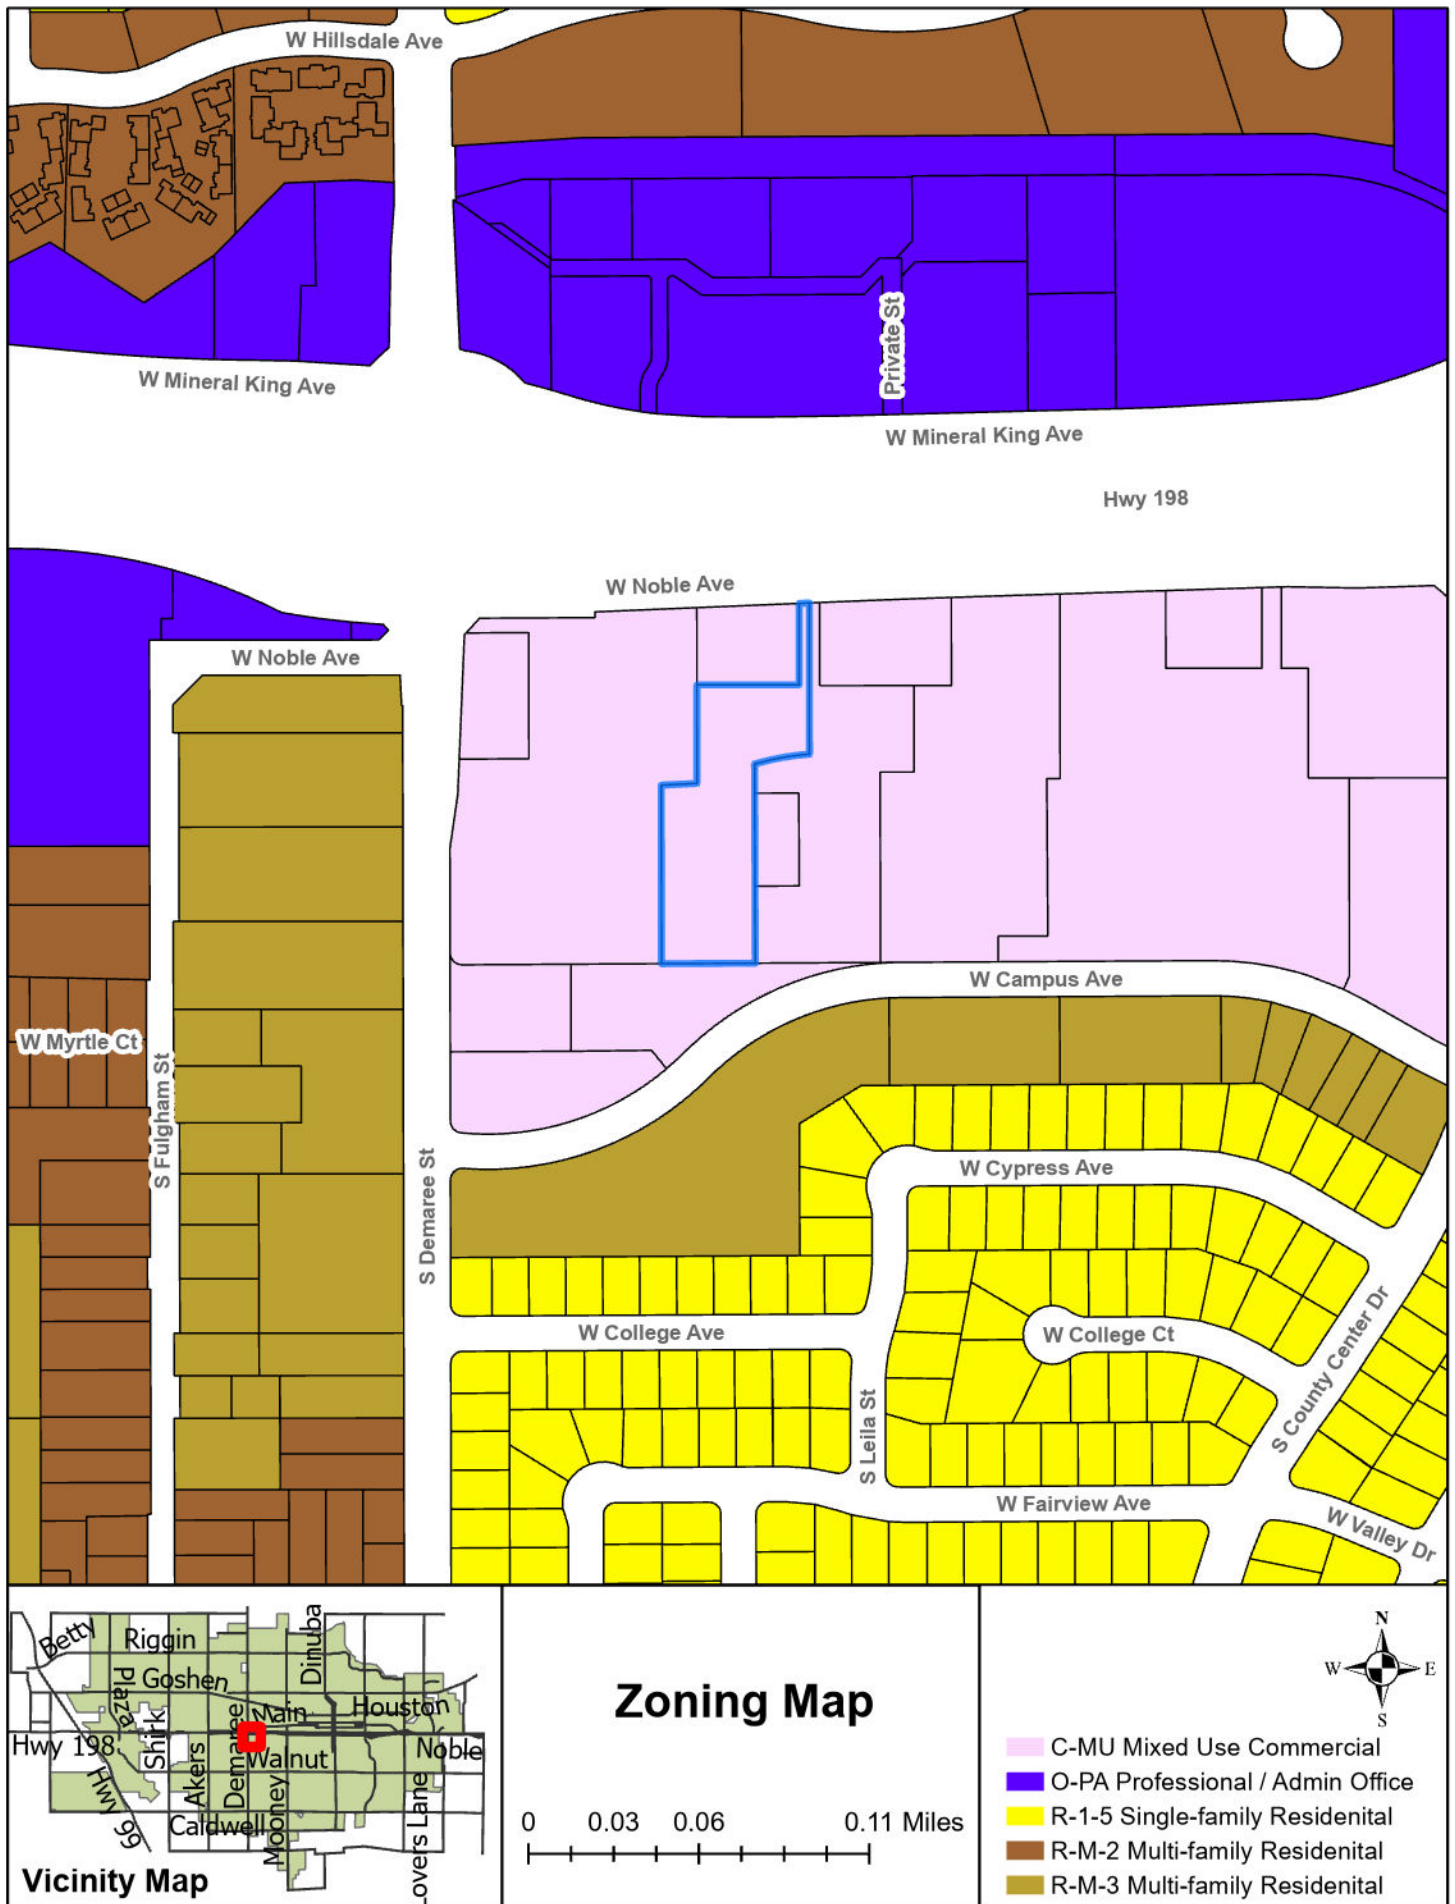 W Hillsdale Ave
Private St
W Mineral King Ave
W Mineral King Ave
Hwy 198
W Noble Ave
W Noble Ave
W Campus Ave
W Myrtle Ct
S Fulgham St
S Demaree St
W Cypress Ave
W College Ave
W College Ct
S County Center Dr
S Leila St
W Fairview Ave
W Valley Dr
Betty
Riggin
Dinuba
Plaza
Goshen
Shirk
Akers
Demaree
Main
Houston
Hwy 198
Walnut
Noble
Hwy 99
Caldwell
Mooney
Lovers Lane
Vicinity Map
Zoning Map
0 0.03 0.06 0.11 Miles
N
W E
S
C-MU Mixed Use Commercial
O-PA Professional / Admin Office
R-1-5 Single-family Residenital
R-M-2 Multi-family Residenital
R-M-3 Multi-family Residenital